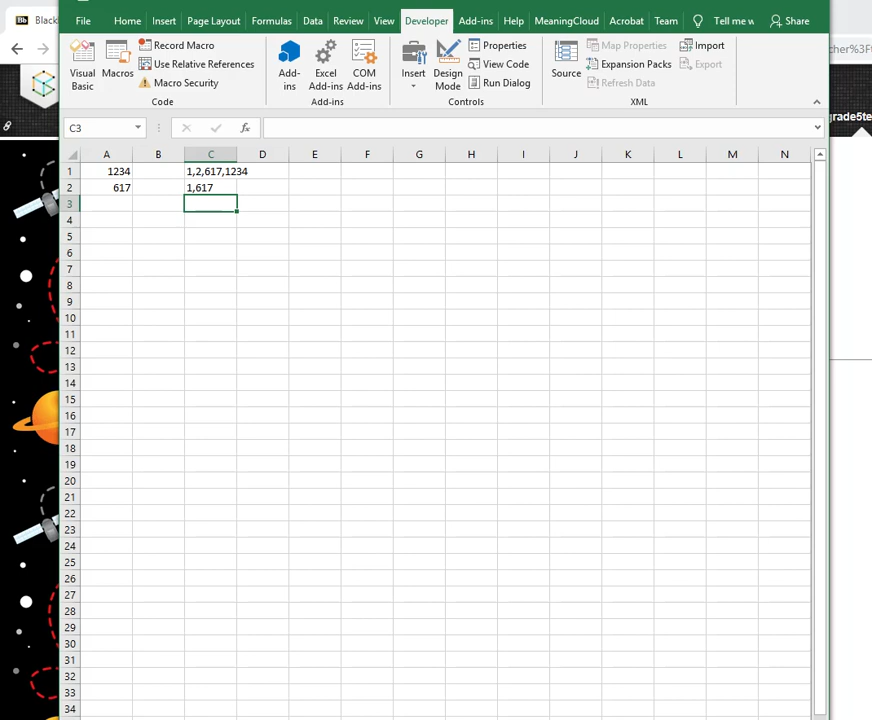 Blackl
File Home Insert Page Layout Formulas Data Review View Developer Add-ins Help MeaningCloud Acrobat Team Tell me w Share
cher%3Ft
grade5te
Visual Basic
Macros
Record Macro
Use Relative References
Macro Security
Code
Add-ins
Excel Add-ins
COM Add-ins
Add-ins
Insert
Design Mode
Properties
View Code
Run Dialog
Controls
Source
Map Properties
Expansion Packs
Refresh Data
Import
Export
XML
C3
fx
A B C D E F G H I J K L M N
1 1234 1,2,617,1234
2 617 1,617
3
4
5
6
7
8
9
10
11
12
13
14
15
16
17
18
19
20
21
22
23
24
25
26
27
28
29
30
31
32
33
34